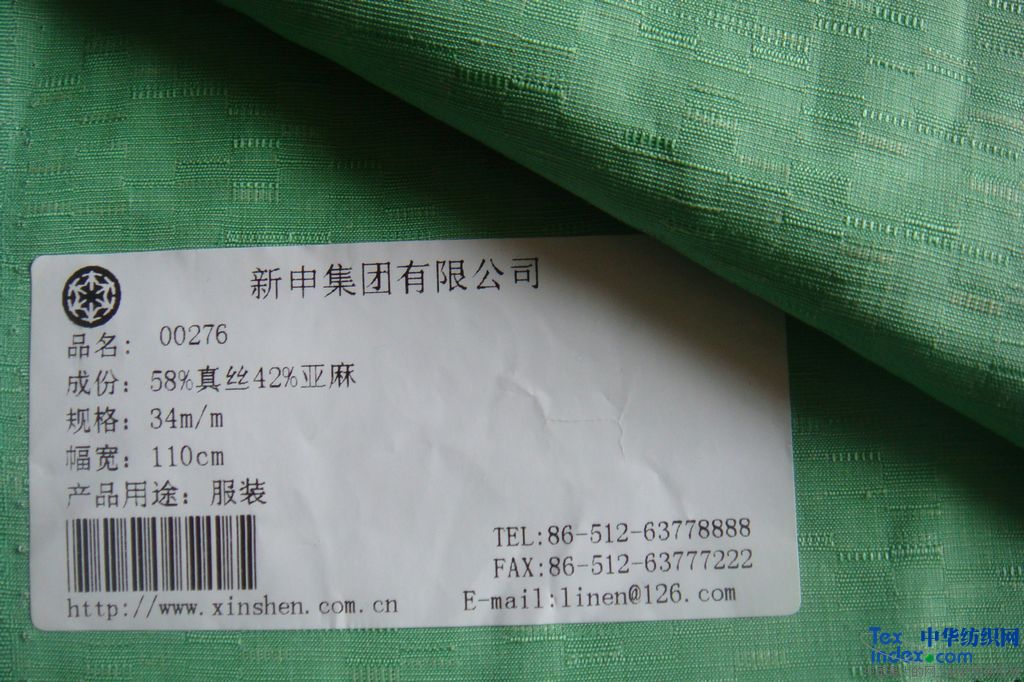 新申集团有限公司
品名: 00276
成份: 58%真丝42%亚麻
规格: 34m/m
幅宽: 110cm
产品用途: 服装
TEL:86-512-63778888
FAX:86-512-63777222
http://www.xinshen.com.cn
E-mail:linen@126.com
Tex 中华纺织网
index.com